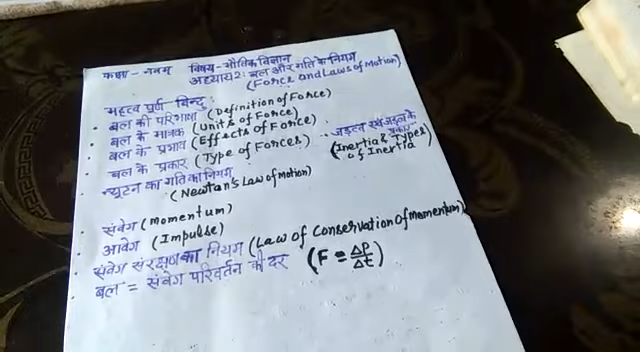 कक्षा - नवम विषय - भौतिक विज्ञान
अध्याय 2: बल और गति के नियम
(Force and Laws of Motion)
महत्व पूर्ण बिन्दु:
• बल की परिभाषा (Definition of Force)
• बल के मात्रक (Units of Force)
• बल के प्रभाव (Effects of Force)
• बल के प्रकार (Type of Forces)
• जड़त्व एवं जड़त्व के प्रकार
(Inertia & Types of Inertia)
• न्यूटन का गति का नियम
(Newtan's Law of Motion)
• संवेग (Momentum)
• आवेग (Impulse)
• संवेग संरक्षण का नियम (Law of Conservation Of Momentum)
• बल = संवेग परिवर्तन की दर (F = ΔP/Δt)